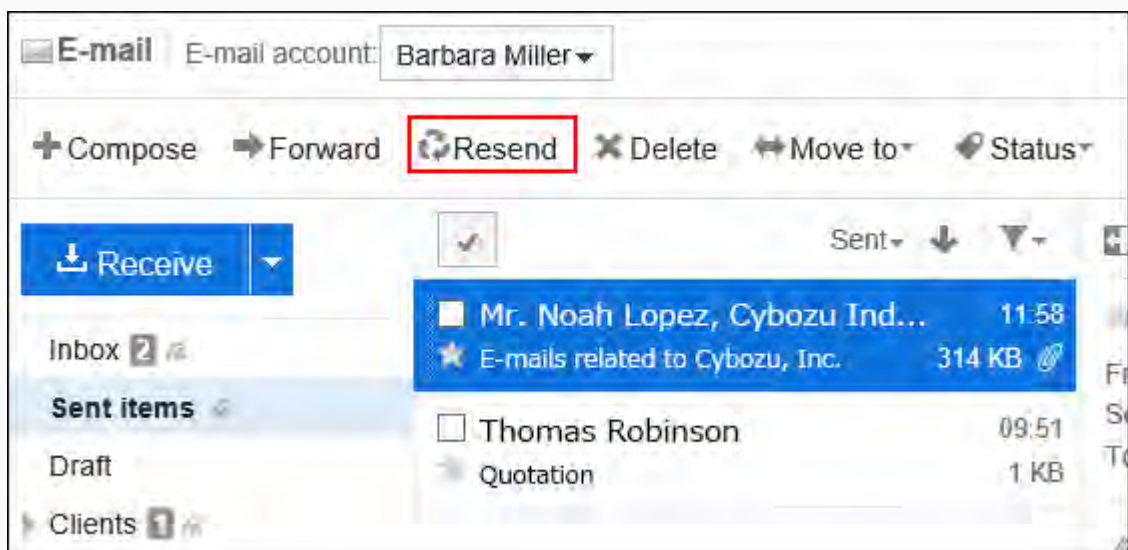 E-mail E-mail account: Barbara Miller
Compose Forward Resend Delete Move to Status
Receive
Sent
Mr. Noah Lopez, Cybozu Ind... 11:58
E-mails related to Cybozu, Inc. 314 KB
Inbox 2
Sent items
Thomas Robinson 09:51
Quotation 1 KB
Draft
Clients 1